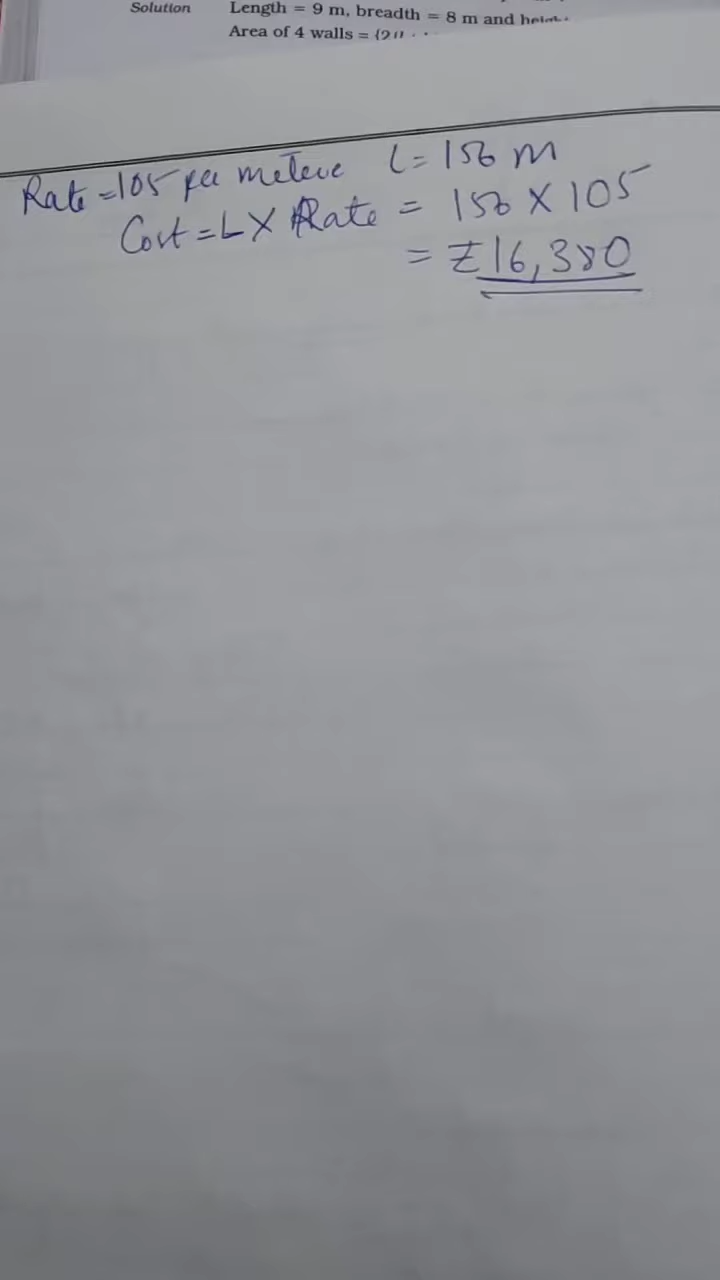 Solution Length = 9 m, breadth = 8 m and
Area of 4 walls = {2(l
Rate = 105 per metere l = 156 m
Cost = L X Rate = 156 X 105
= ₹16,380